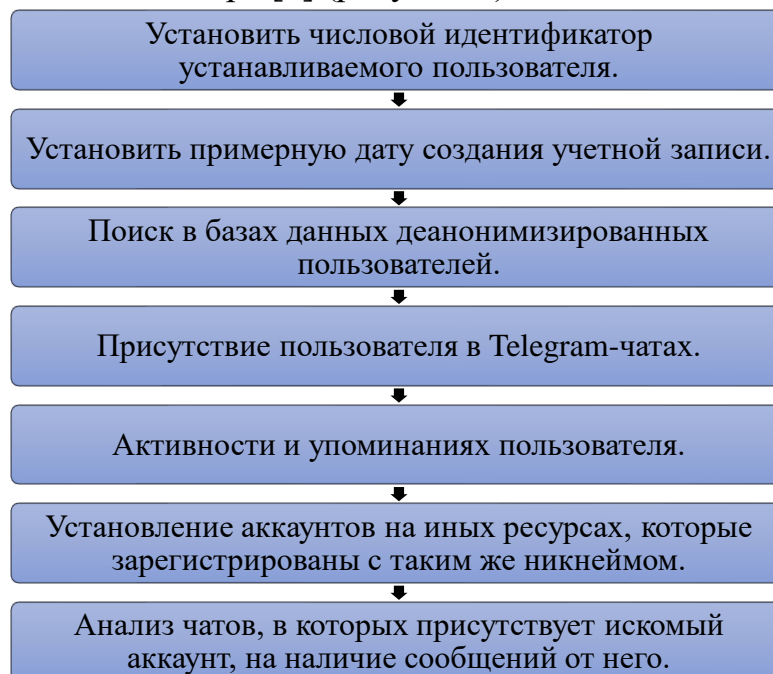 Установить числовой идентификатор
устанавливаемого пользователя.
Установить примерную дату создания учетной записи.
Поиск в базах данных деанонимизированных
пользователей.
Присутствие пользователя в Telegram-чатах.
Активности и упоминаниях пользователя.
Установление аккаунтов на иных ресурсах, которые
зарегистрированы с таким же никнеймом.
Анализ чатов, в которых присутствует искомый
аккаунт, на наличие сообщений от него.